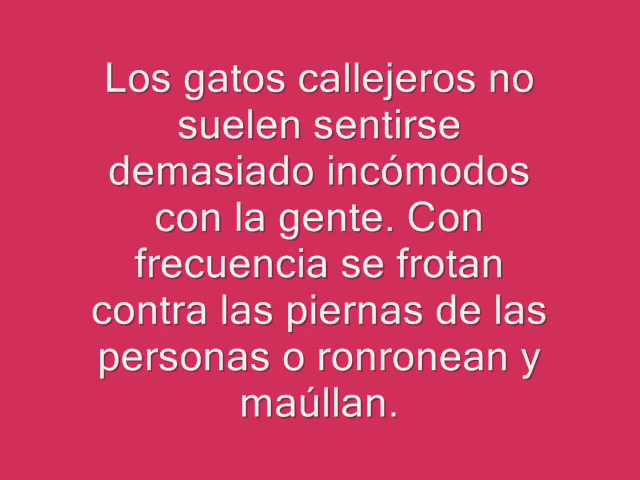 Los gatos callejeros no
suelen sentirse
demasiado incómodos
con la gente. Con
frecuencia se frotan
contra las piernas de las
personas o ronronean y
maúllan.